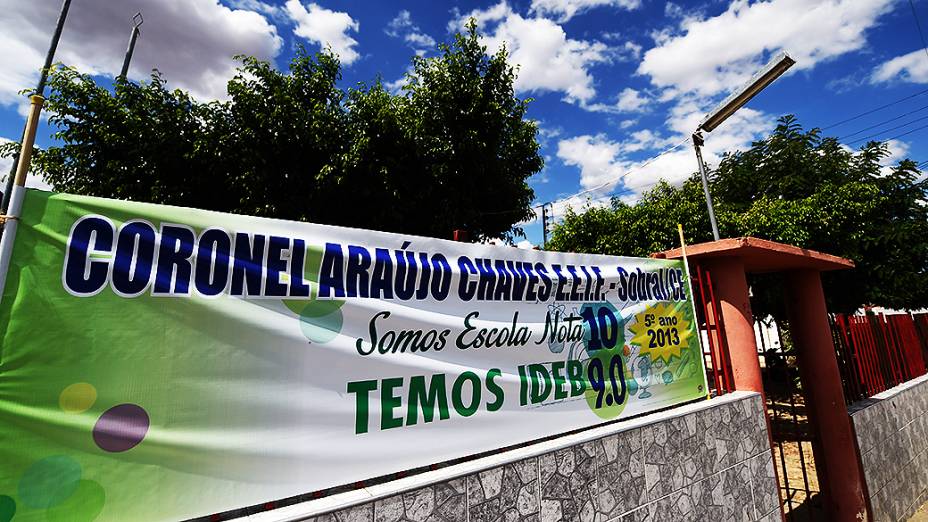 CORONEL ARAÚJO CHAVES E.E.I.F. - Sobral/CE
Somos Escola Nota 10
5º ano
2013
TEMOS IDEB 9.0